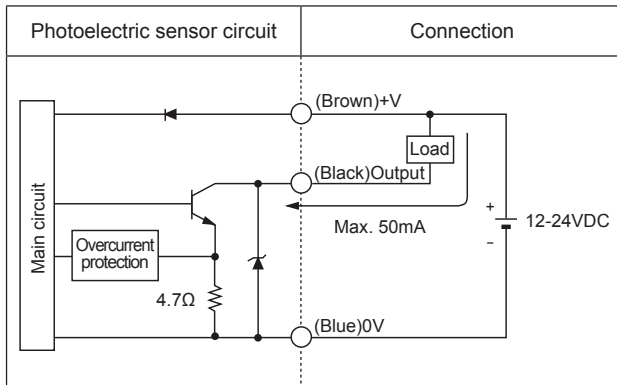 Photoelectric sensor circuit
Connection
(Brown)+V
Load
(Black)Output
Main circuit
Max. 50mA
+
12-24VDC
−
Overcurrent
protection
4.7Ω
(Blue)0V